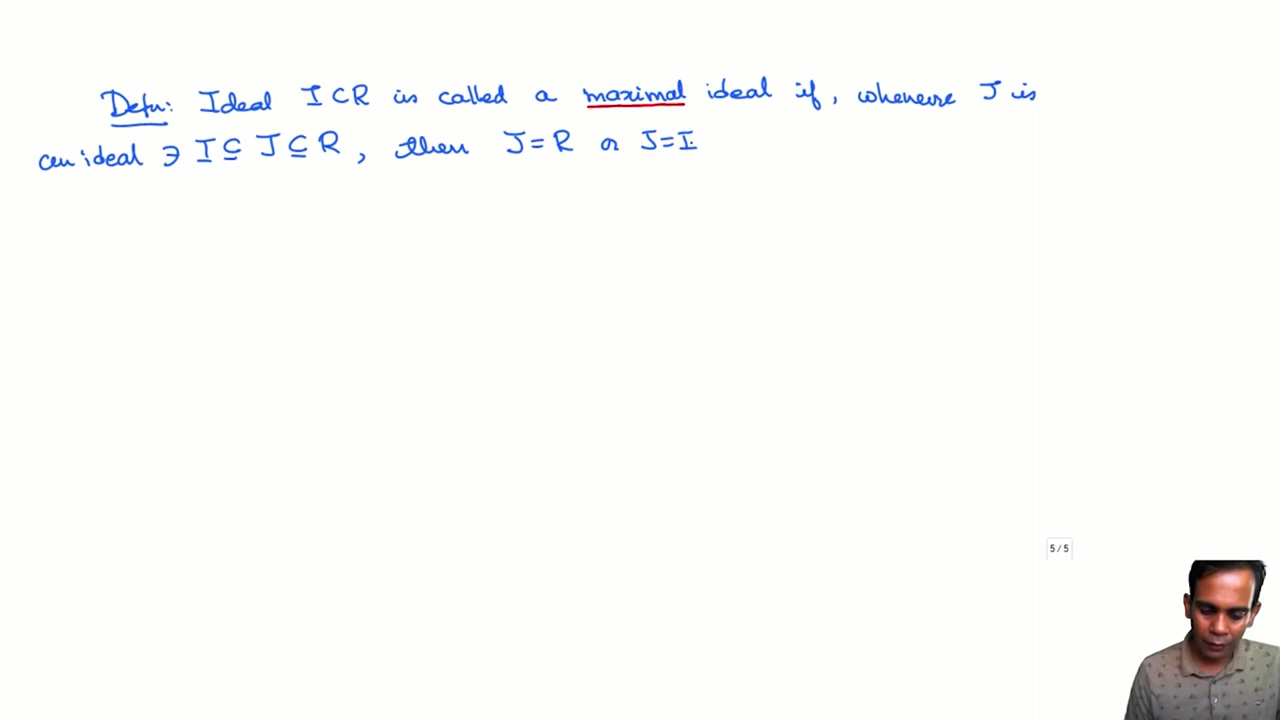 Defn: Ideal I ⊂ R is called a maximal ideal if, whenever J is
an ideal ∋ I ⊆ J ⊆ R, then J = R or J = I.
5 / 5